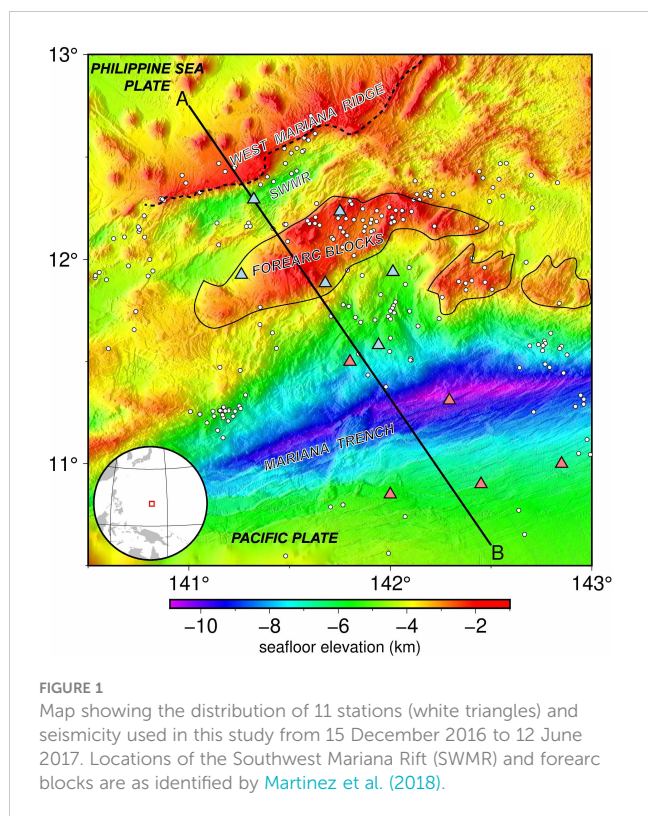 13°
PHILIPPINE SEA
PLATE
A
WEST MARIANA RIDGE
SWMR
12°
FOREARC BLOCKS
MARIANA TRENCH
11°
PACIFIC PLATE
B
141°
142°
143°
−10
−8
−6
−4
−2
seafloor elevation (km)
FIGURE 1
Map showing the distribution of 11 stations (white triangles) and
seismicity used in this study from 15 December 2016 to 12 June
2017. Locations of the Southwest Mariana Rift (SWMR) and forearc
blocks are as identified by Martinez et al. (2018).